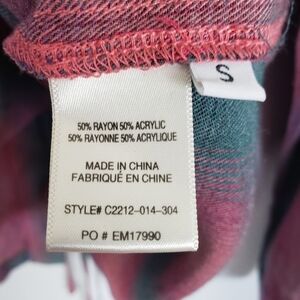 S
50% RAYON 50% ACRYLIC
50% RAYONNE 50% ACRYLIQUE
MADE IN CHINA
FABRIQUÉ EN CHINE
STYLE# C2212-014-304
PO # EM17990